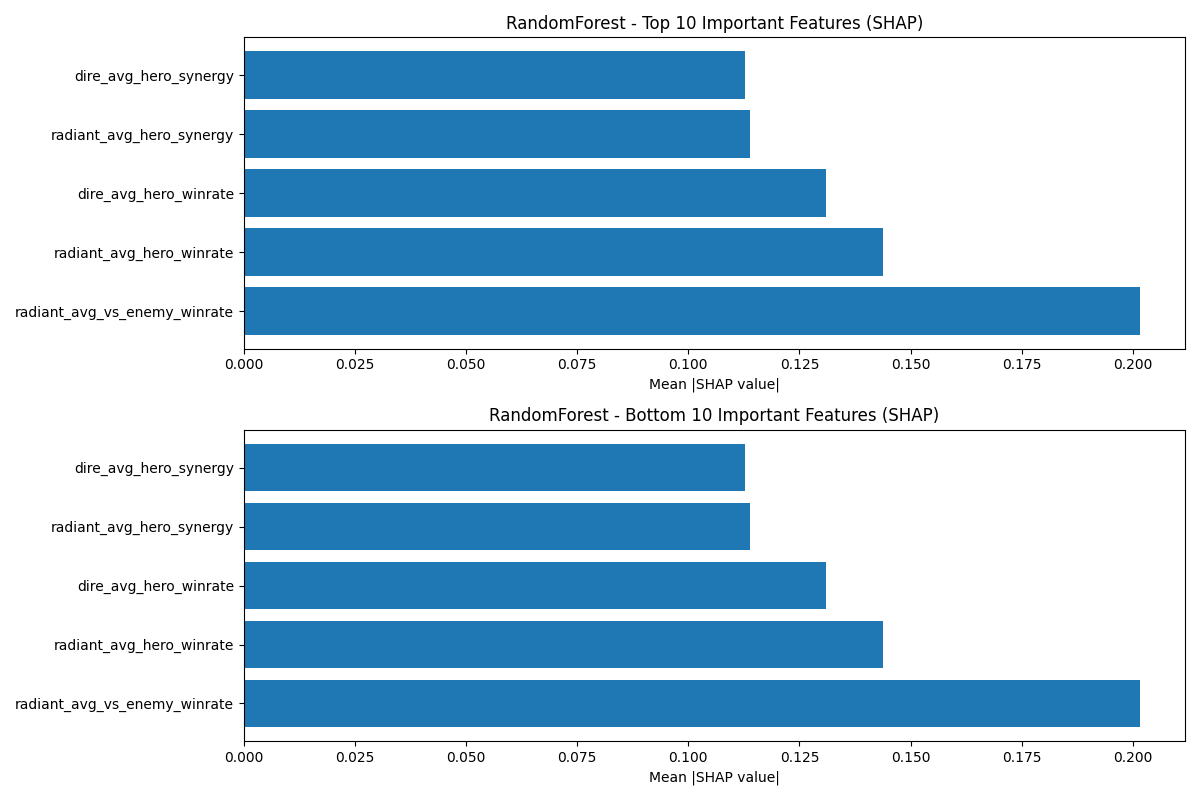 RandomForest - Top 10 Important Features (SHAP)
dire_avg_hero_synergy
radiant_avg_hero_synergy
dire_avg_hero_winrate
radiant_avg_hero_winrate
radiant_avg_vs_enemy_winrate
0.000 0.025 0.050 0.075 0.100 0.125 0.150 0.175 0.200
Mean |SHAP value|
RandomForest - Bottom 10 Important Features (SHAP)
dire_avg_hero_synergy
radiant_avg_hero_synergy
dire_avg_hero_winrate
radiant_avg_hero_winrate
radiant_avg_vs_enemy_winrate
0.000 0.025 0.050 0.075 0.100 0.125 0.150 0.175 0.200
Mean |SHAP value|